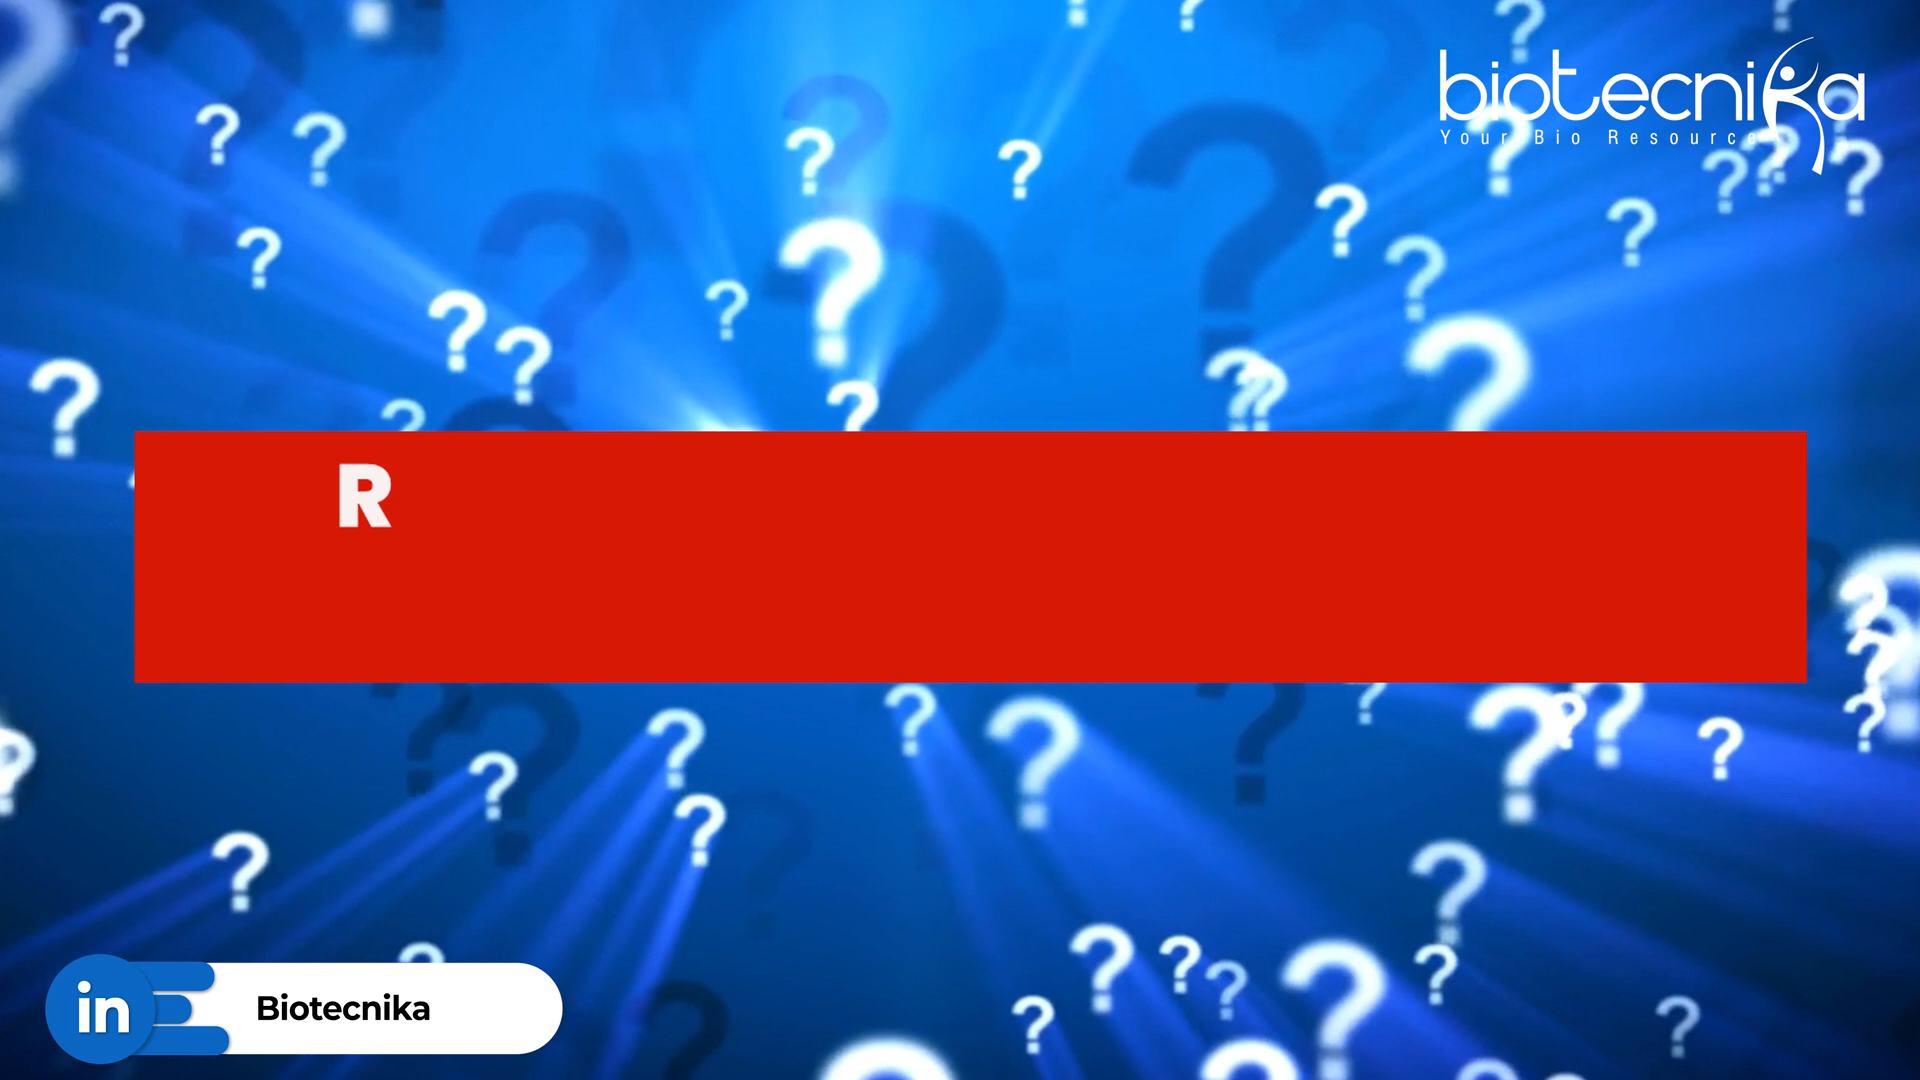 biotecnika
Your Bio Resource
R
in
Biotecnika